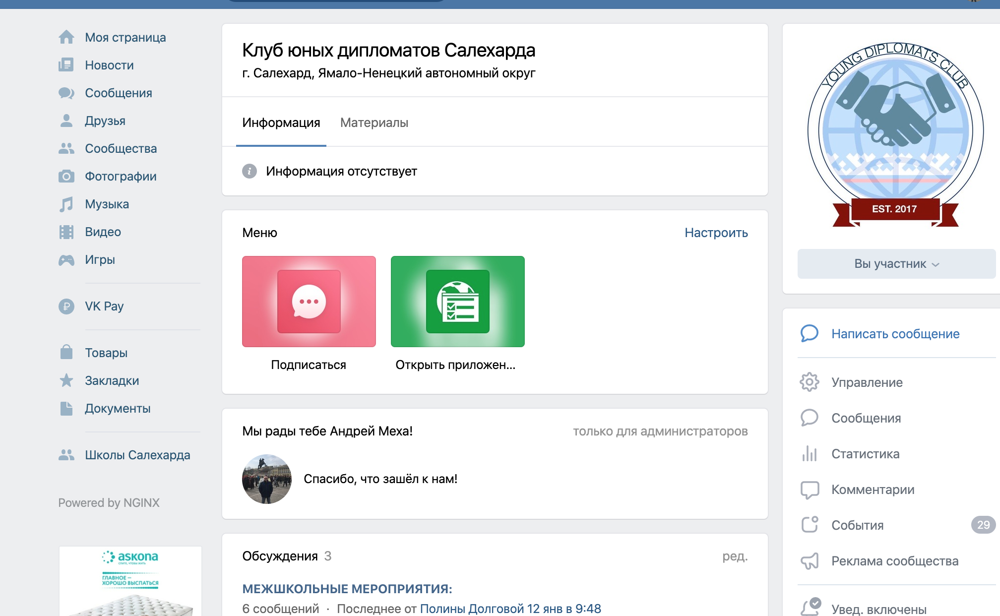 Моя страница
Новости
Сообщения
Друзья
Сообщества
Фотографии
Музыка
Видео
Игры
VK Pay
Товары
Закладки
Документы
Школы Салехарда
Powered by NGINX
askona
СПИТЕ, ЧТОБЫ ЖИТЬ
ГЛАВНОЕ –
ХОРОШО ВЫСПАТЬСЯ
Клуб юных дипломатов Салехарда
г. Салехард, Ямало-Ненецкий автономный округ
Информация Материалы
Информация отсутствует
Меню Настроить
Подписаться Открыть приложен...
Мы рады тебе Андрей Меха! только для администраторов
Спасибо, что зашёл к нам!
Обсуждения 3 ред.
МЕЖШКОЛЬНЫЕ МЕРОПРИЯТИЯ:
6 сообщений · Последнее от Полины Долговой 12 янв в 9:48
YOUNG DIPLOMATS CLUB
EST. 2017
Вы участник
Написать сообщение
Управление
Сообщения
Статистика
Комментарии
События 29
Реклама сообщества
Увед. включены